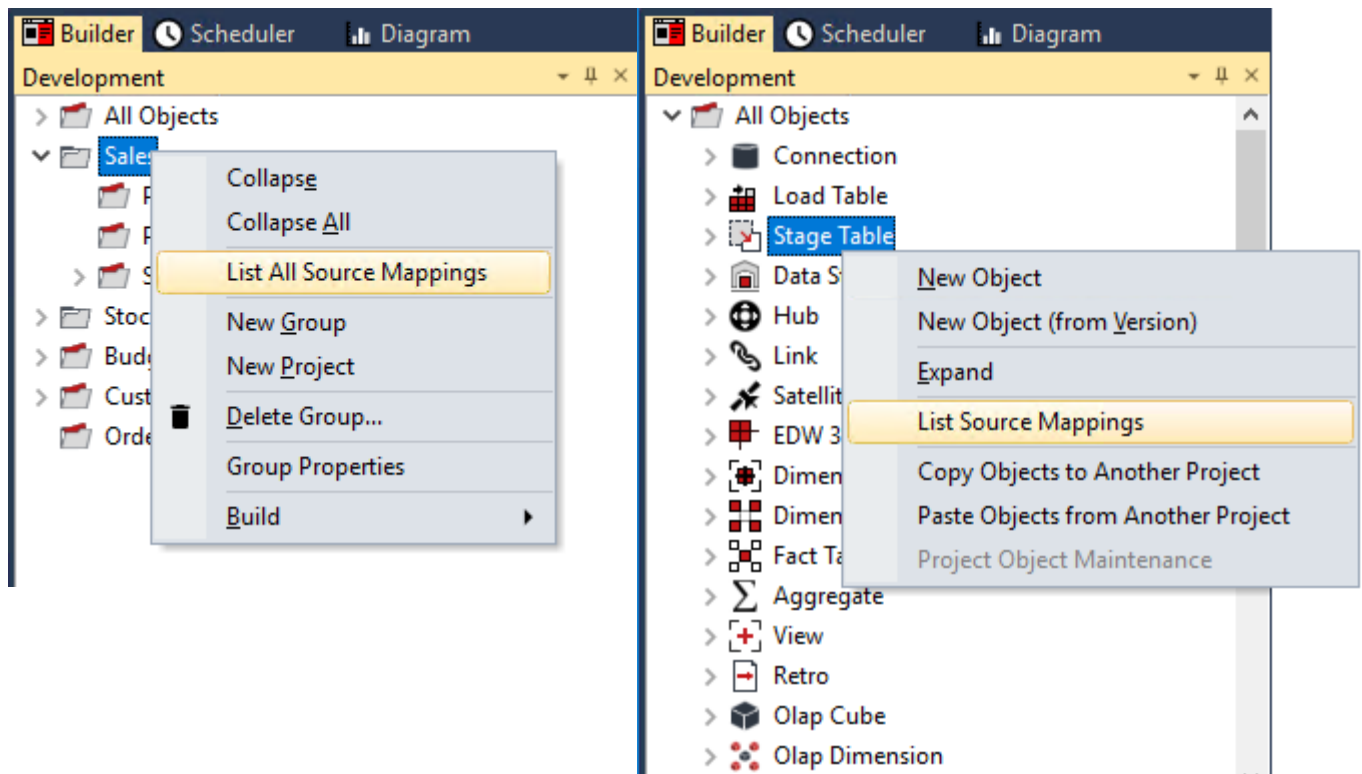 Builder Scheduler Diagram
Development
All Objects
Sales
Collapse
Collapse All
List All Source Mappings
New Group
New Project
Delete Group...
Group Properties
Build
Builder Scheduler Diagram
Development
All Objects
Connection
Load Table
Stage Table
Hub
Link
EDW 3
Aggregate
View
Retro
Olap Cube
Olap Dimension
New Object
New Object (from Version)
Expand
List Source Mappings
Copy Objects to Another Project
Paste Objects from Another Project
Project Object Maintenance